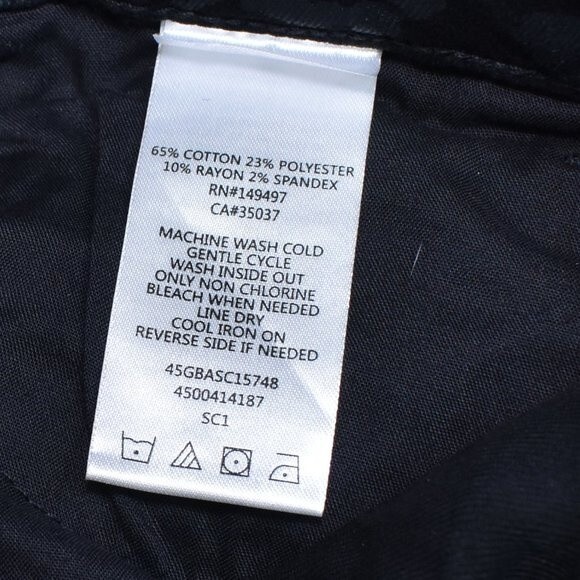 65% COTTON 23% POLYESTER
10% RAYON 2% SPANDEX
RN#149497
CA#35037
MACHINE WASH COLD
GENTLE CYCLE
WASH INSIDE OUT
ONLY NON CHLORINE
BLEACH WHEN NEEDED
LINE DRY
COOL IRON ON
REVERSE SIDE IF NEEDED
45GBASC15748
4500414187
SC1